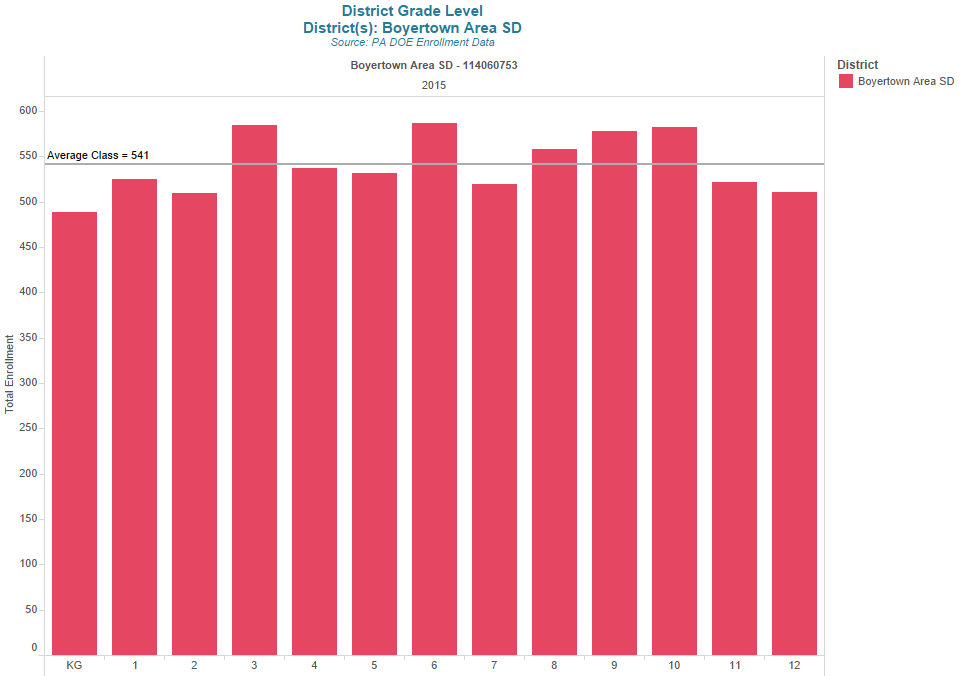 District Grade Level
District(s): Boyertown Area SD
Source: PA DOE Enrollment Data
Boyertown Area SD - 114060753
2015
District
Boyertown Area SD
600
550
Average Class = 541
500
450
400
350
300
250
200
150
100
50
0
Total Enrollment
KG 1 2 3 4 5 6 7 8 9 10 11 12